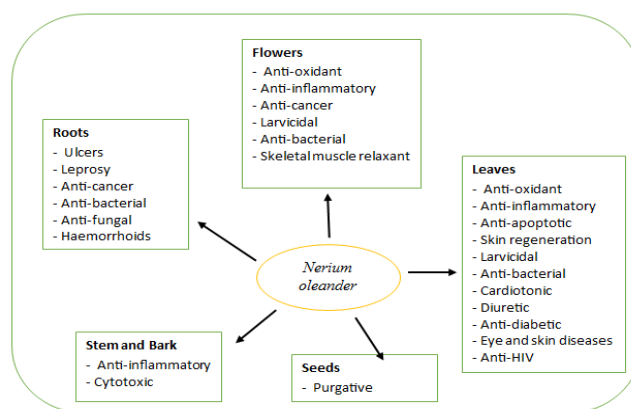 Flowers
- Anti-oxidant
- Anti-inflammatory
- Anti-cancer
- Larvicidal
- Anti-bacterial
- Skeletal muscle relaxant
Roots
- Ulcers
- Leprosy
- Anti-cancer
- Anti-bacterial
- Anti-fungal
- Haemorrhoids
Leaves
- Anti-oxidant
- Anti-inflammatory
- Anti-apoptotic
- Skin regeneration
- Larvicidal
- Anti-bacterial
- Cardiotonic
- Diuretic
- Anti-diabetic
- Eye and skin diseases
- Anti-HIV
Nerium
oleander
Stem and Bark
- Anti-inflammatory
- Cytotoxic
Seeds
- Purgative